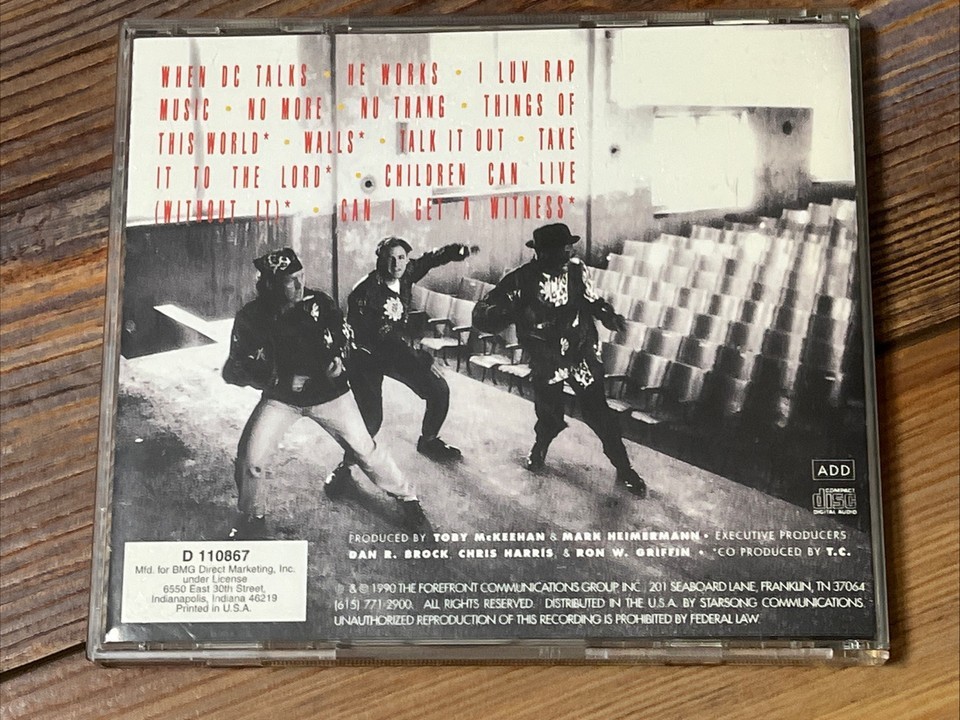 WHEN DC TALKS • HE WORKS • I LUV RAP
MUSIC • NO MORE • NU THANG • THINGS OF
THIS WORLD* • WALLS* • TALK IT OUT • TAKE
IT TO THE LORD* • CHILDREN CAN LIVE
(WITHOUT IT)* • CAN I GET A WITNESS*
ADD
COMPACT
disc
DIGITAL AUDIO
PRODUCED BY TOBY McKEEHAN & MARK HEIMERMANN • EXECUTIVE PRODUCERS
DAN R. BROCK, CHRIS HARRIS, & RON W. GRIFFIN • *CO PRODUCED BY T.C.
D 110867
Mfd. for BMG Direct Marketing, Inc.
under License
6550 East 30th Street,
Indianapolis, Indiana 46219
Printed in U.S.A.
℗ & © 1990 THE FOREFRONT COMMUNICATIONS GROUP, INC. 201 SEABOARD LANE, FRANKLIN, TN 37064
(615) 771-2900. ALL RIGHTS RESERVED. DISTRIBUTED IN THE U.S.A. BY STARSONG COMMUNICATIONS.
UNAUTHORIZED REPRODUCTION OF THIS RECORDING IS PROHIBITED BY FEDERAL LAW.